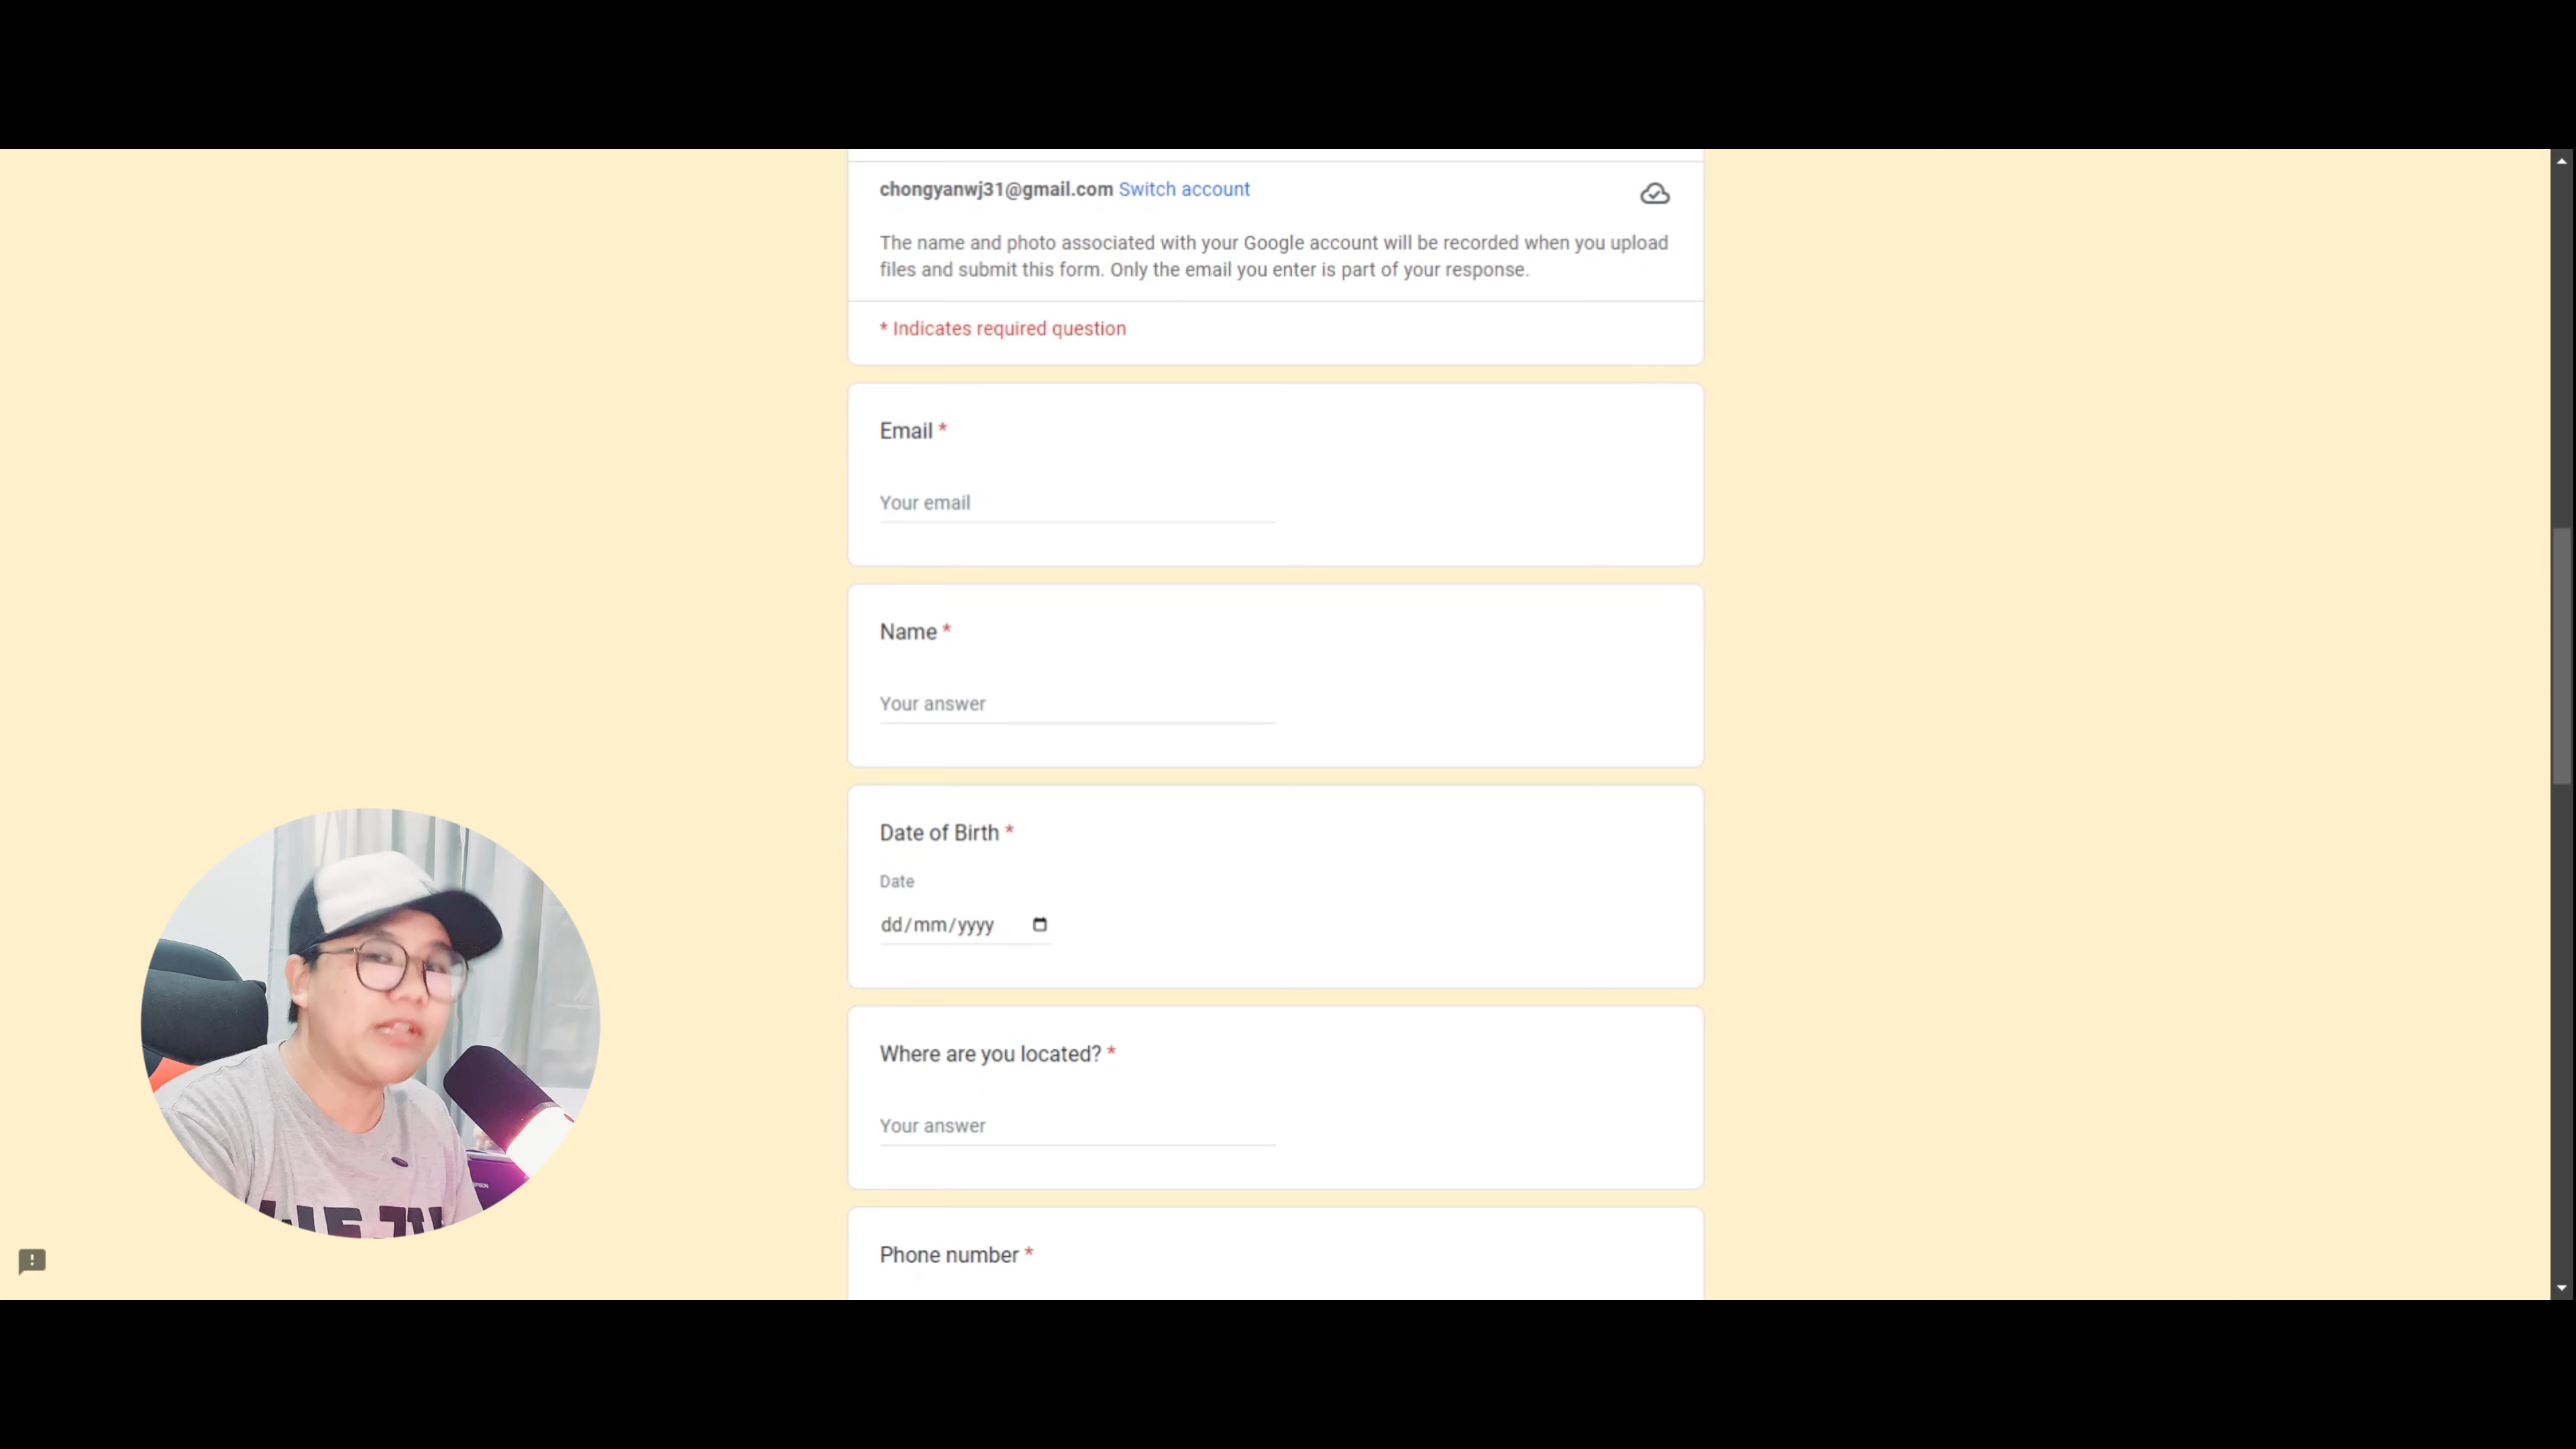 chongyanwj31@gmail.com Switch account
The name and photo associated with your Google account will be recorded when you upload
files and submit this form. Only the email you enter is part of your response.
* Indicates required question
Email *
Your email
Name *
Your answer
Date of Birth *
Date
dd/mm/yyyy
Where are you located? *
Your answer
Phone number *
EPSON